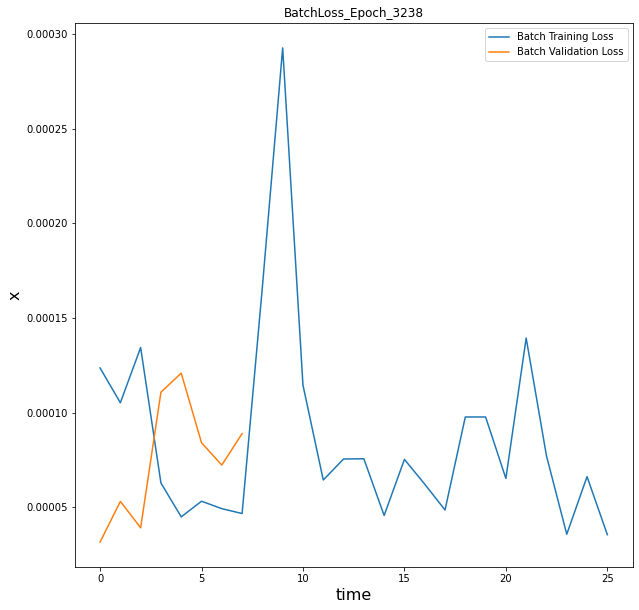 BatchLoss_Epoch_3238
Batch Training Loss
Batch Validation Loss
0.00030
0.00025
0.00020
0.00015
0.00010
0.00005
x
0 5 10 15 20 25
time